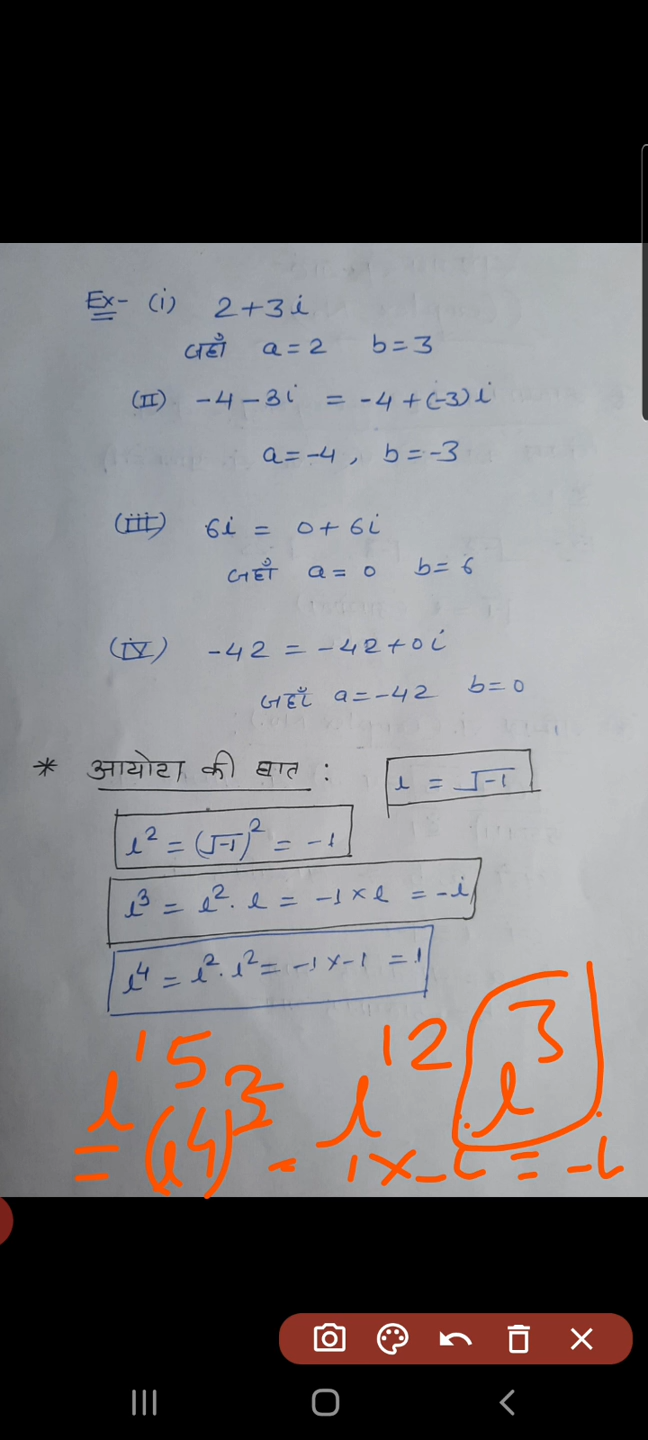 Ex- (i) 2+3i
जहाँ a=2 b=3
(II) -4-3i = -4+(-3)i
a=-4, b=-3
(iii) 6i = 0+6i
जहाँ a=0 b=6
(IV) -42 = -42+0i
जहाँ a=-42 b=0
* आयोटा की घात : i = √-1
i² = (√-1)² = -1
i³ = i². i = -1×i = -i
i⁴ = i². i² = -1×-1 = 1
i¹⁵ = i¹² . i³
= (i⁴)³ = 1×-i = -i